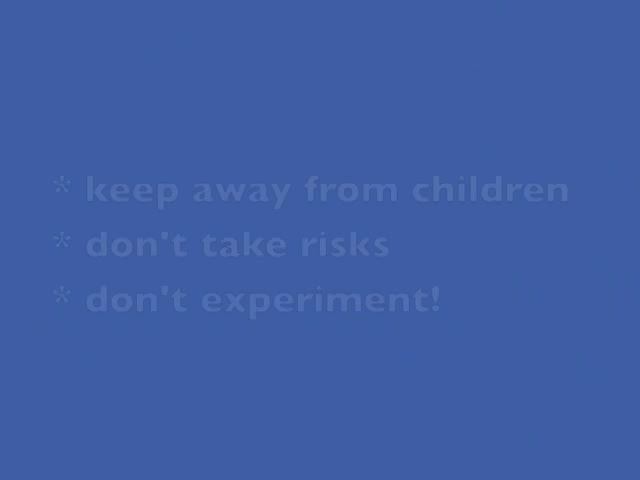 * keep away from children
* don't take risks
* don't experiment!